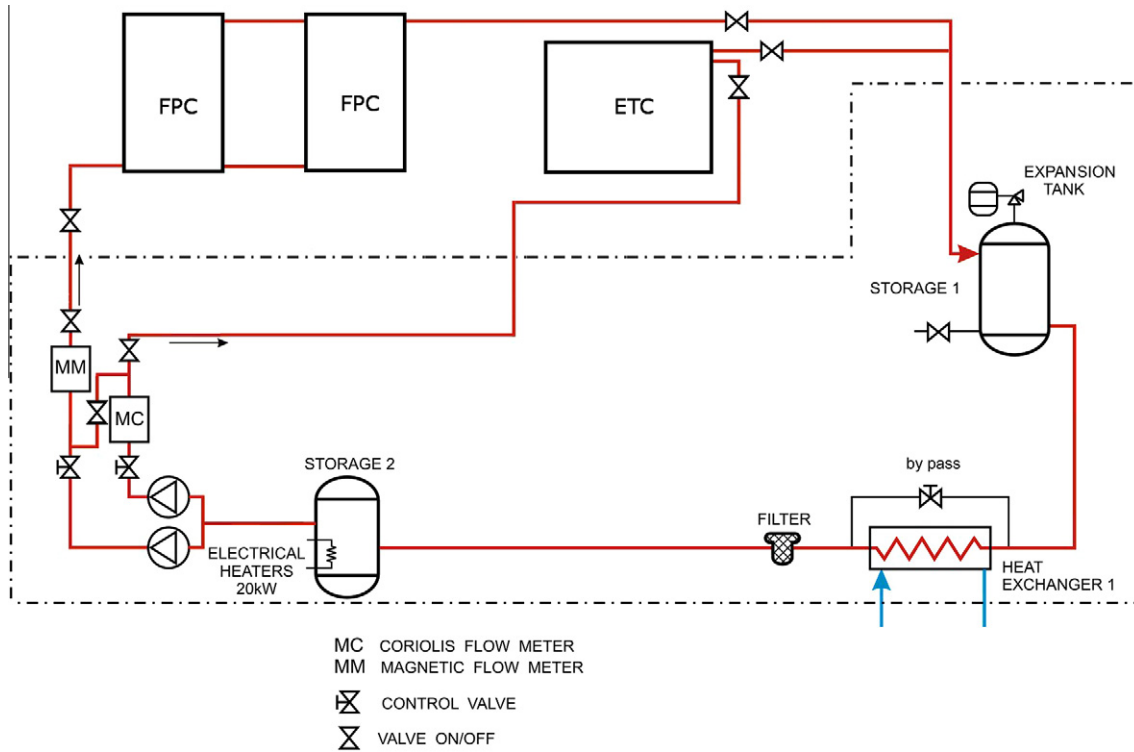 FPC
FPC
ETC
EXPANSION
TANK
STORAGE 1
MM
MC
STORAGE 2
by pass
FILTER
ELECTRICAL
HEATERS
20kW
HEAT
EXCHANGER 1
MC CORIOLIS FLOW METER
MM MAGNETIC FLOW METER
CONTROL VALVE
VALVE ON/OFF